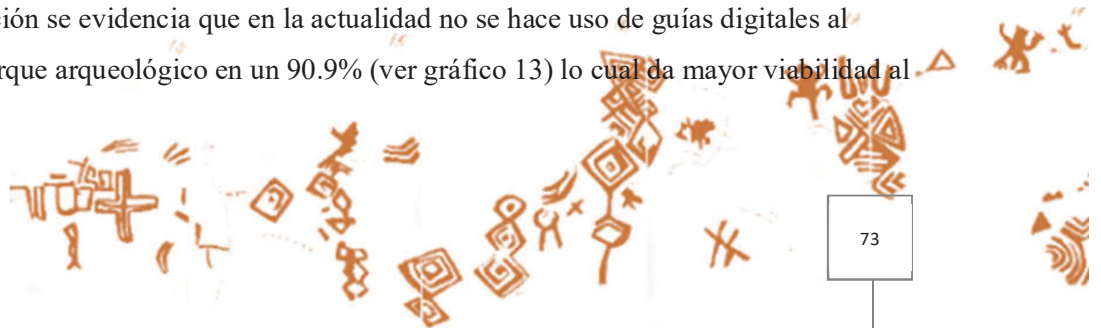 ción se evidencia que en la actualidad no se hace uso de guías digitales al
rque arqueológico en un 90.9% (ver gráfico 13) lo cual da mayor viabilidad al
73